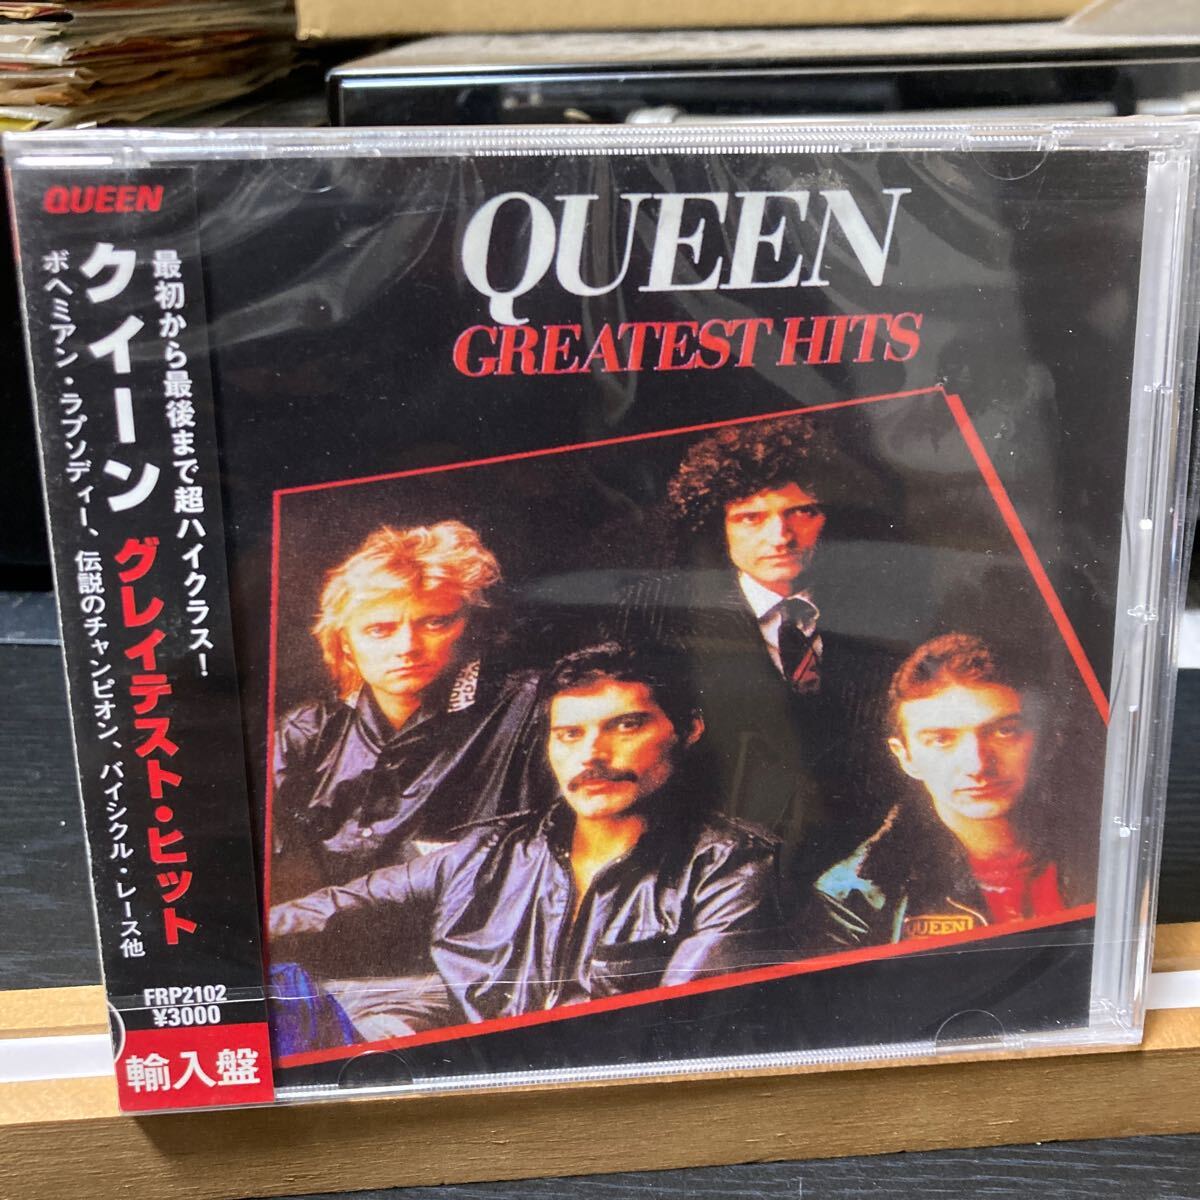 QUEEN
最初から最後まで超ハイクラス!
クイーン グレイテスト・ヒット
ボヘミアン・ラプソディー、伝説のチャンピオン、バイシクル・レース他
FRP2102
¥3000
輸入盤
QUEEN
GREATEST HITS
QUEEN